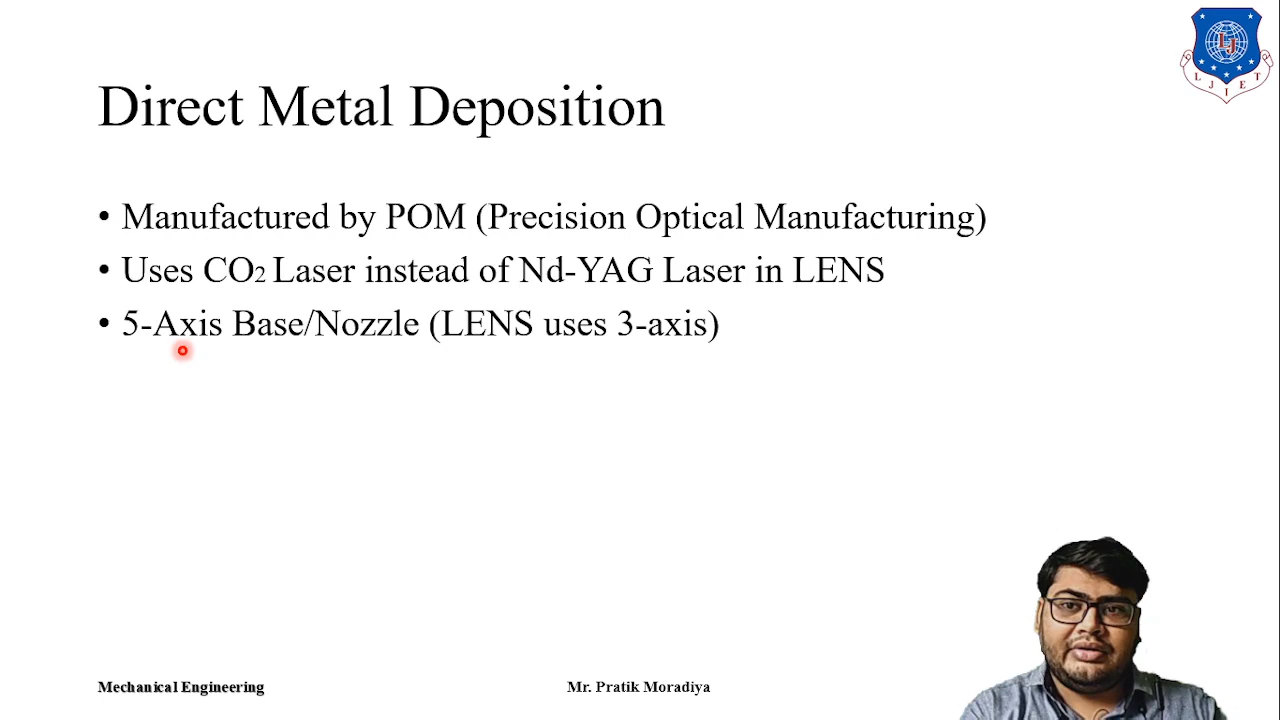 LJ
L J I E T
Direct Metal Deposition
• Manufactured by POM (Precision Optical Manufacturing)
• Uses CO2 Laser instead of Nd-YAG Laser in LENS
• 5-Axis Base/Nozzle (LENS uses 3-axis)
Mechanical Engineering
Mr. Pratik Moradiya